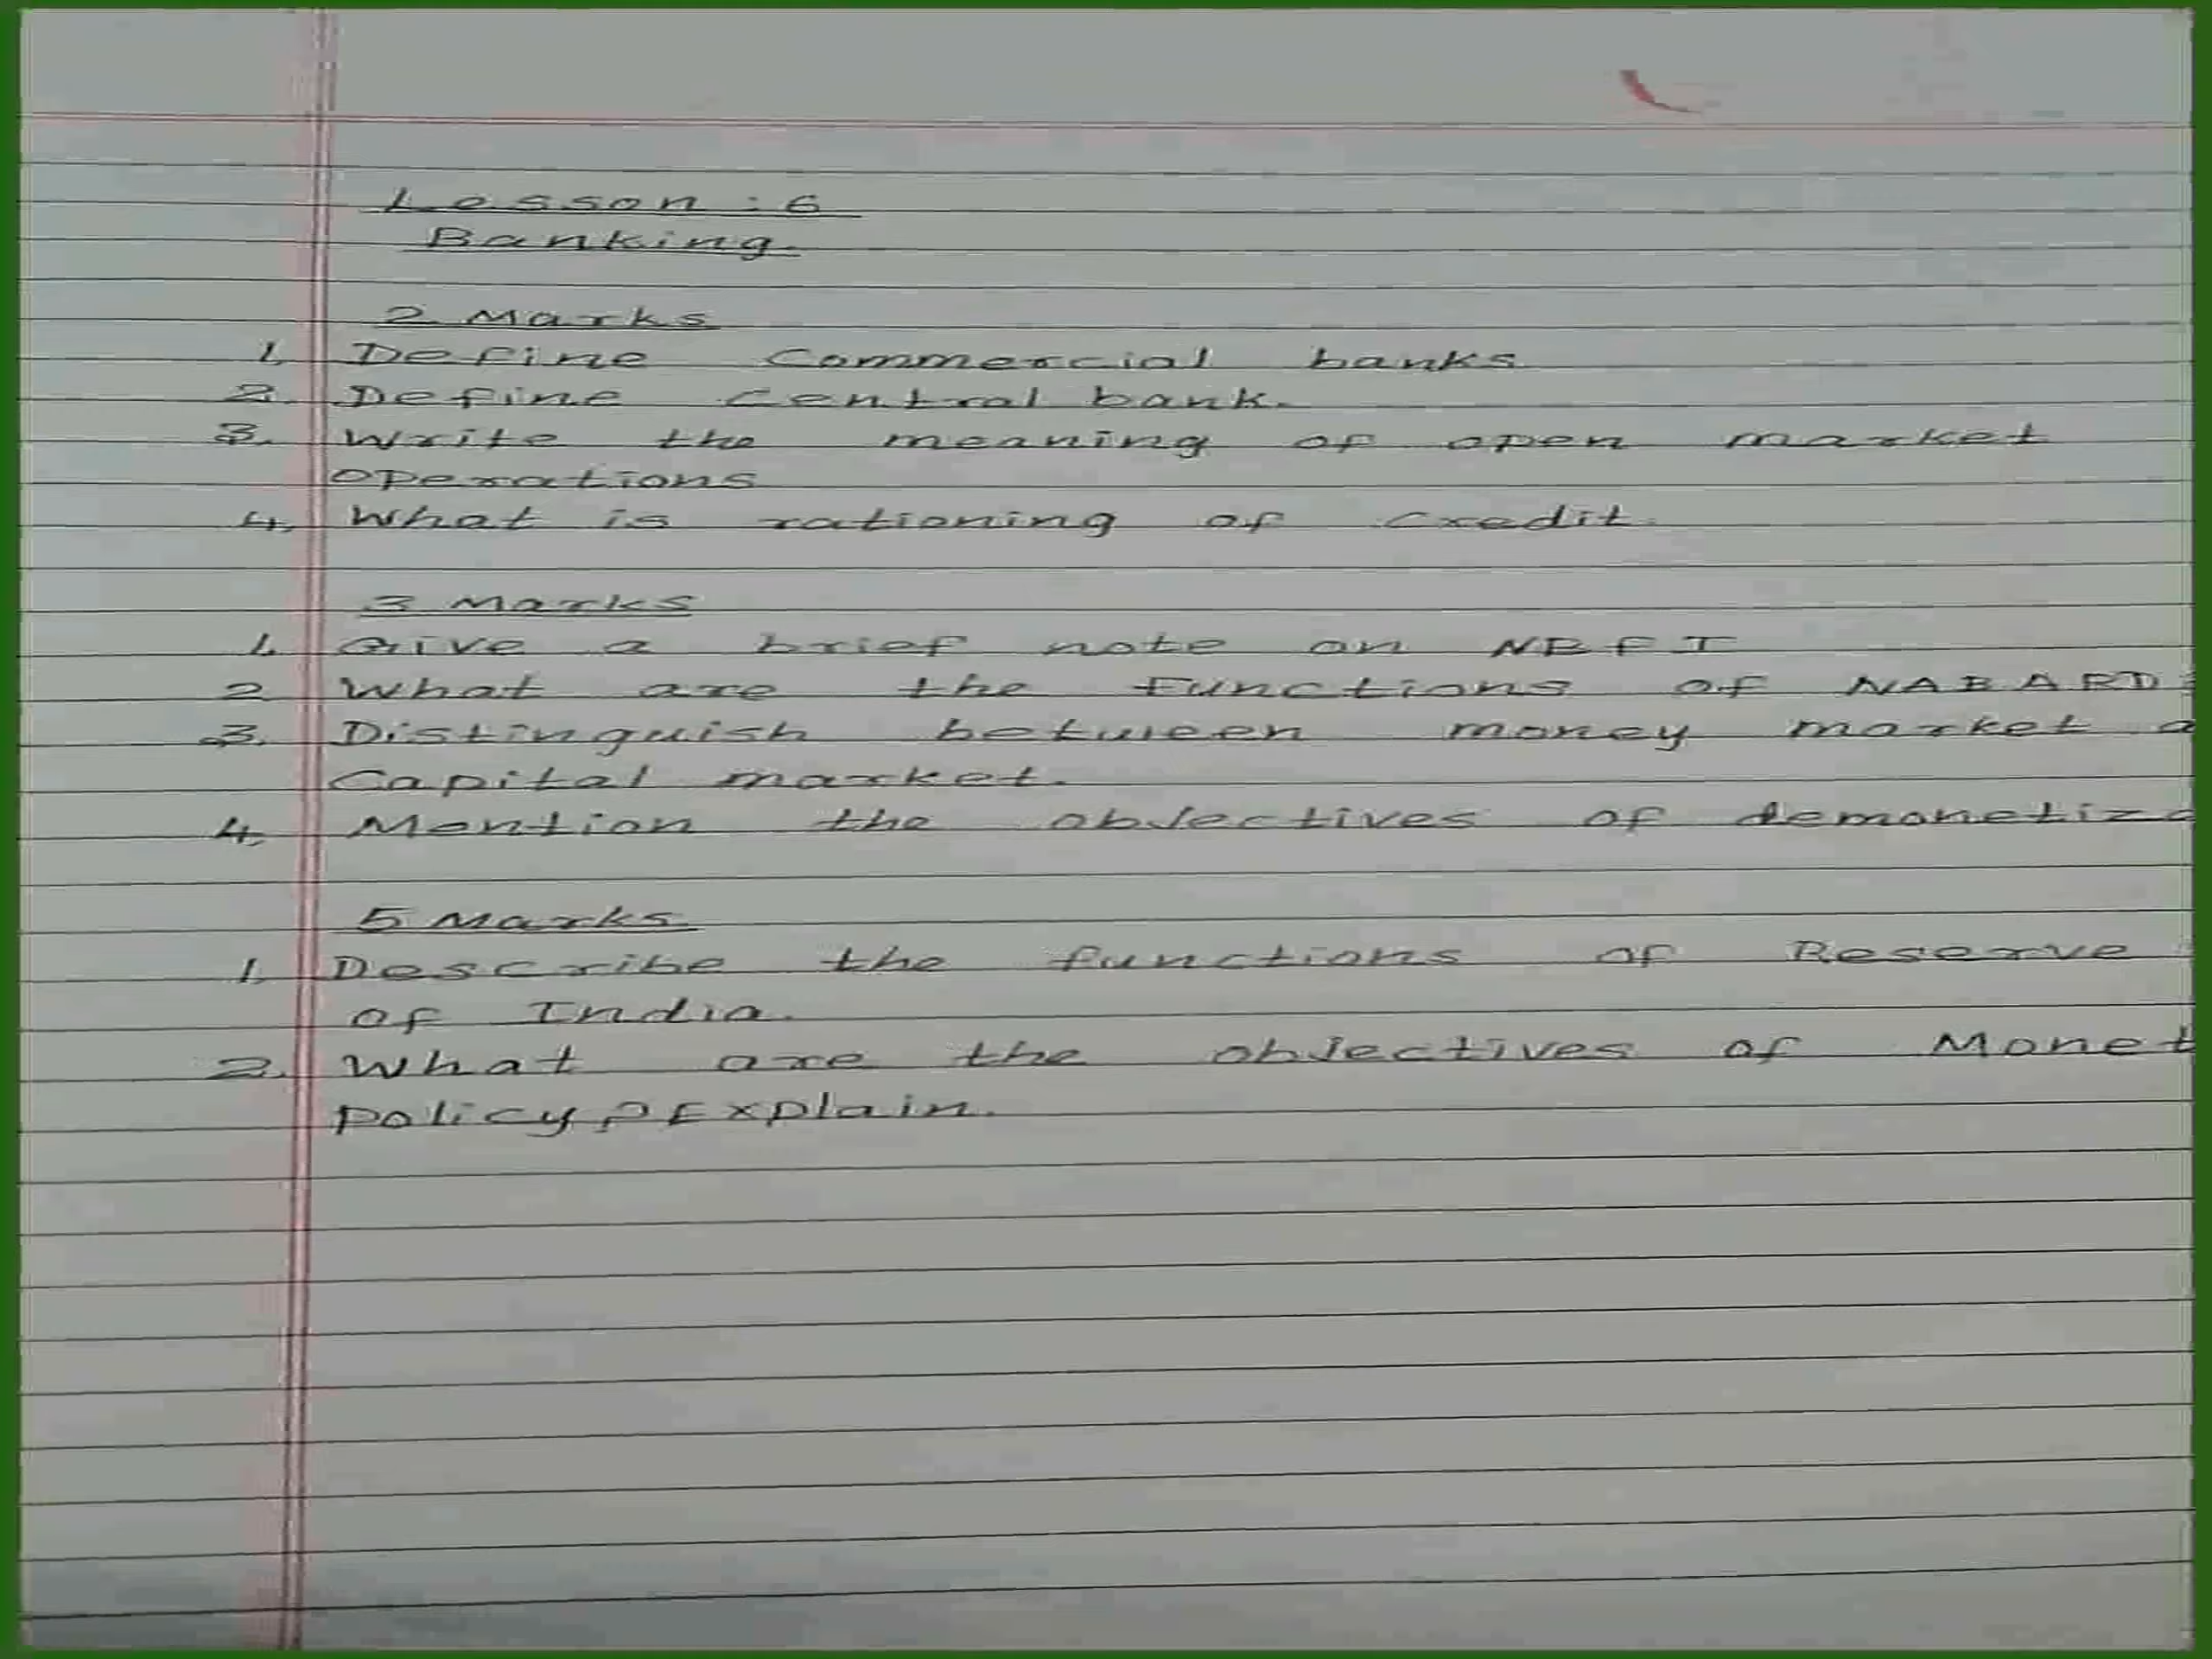 Lesson : 6
Banking.
2 Marks
1. Define Commercial banks.
2. Define central bank.
3. Write the meaning of open market
operations
4. What is rationing of credit.
3 Marks
1. Give a brief note on NBFI
2. What are the functions of NABARD
3. Distinguish between money market
Capital market.
4. Mention the objectives of
5 Marks
1. Describe the functions of Reserve
of India.
2. What are the objectives of
policy? Explain.